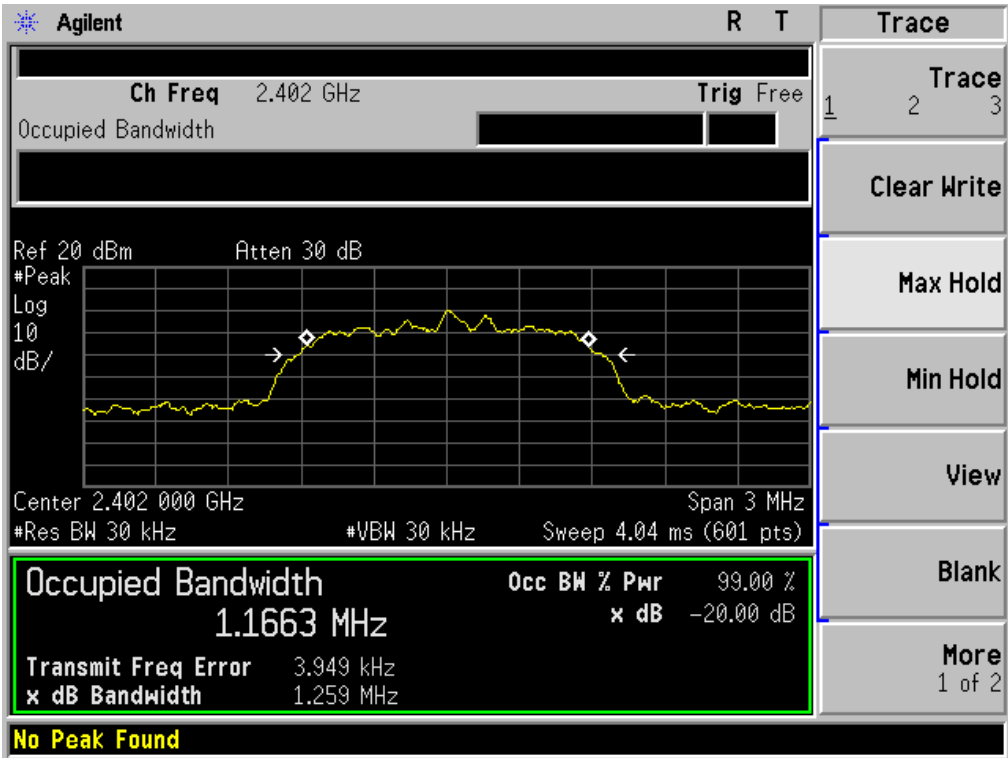 Agilent R T
Ch Freq 2.402 GHz Trig Free
Occupied Bandwidth
Ref 20 dBm Atten 30 dB
#Peak
Log
10
dB/
Center 2.402 000 GHz Span 3 MHz
#Res BW 30 kHz #VBW 30 kHz Sweep 4.04 ms (601 pts)
Occupied Bandwidth
1.1663 MHz
Occ BW % Pwr 99.00 %
x dB -20.00 dB
Transmit Freq Error 3.949 kHz
x dB Bandwidth 1.259 MHz
No Peak Found
Trace
Trace
1 2 3
Clear Write
Max Hold
Min Hold
View
Blank
More
1 of 2